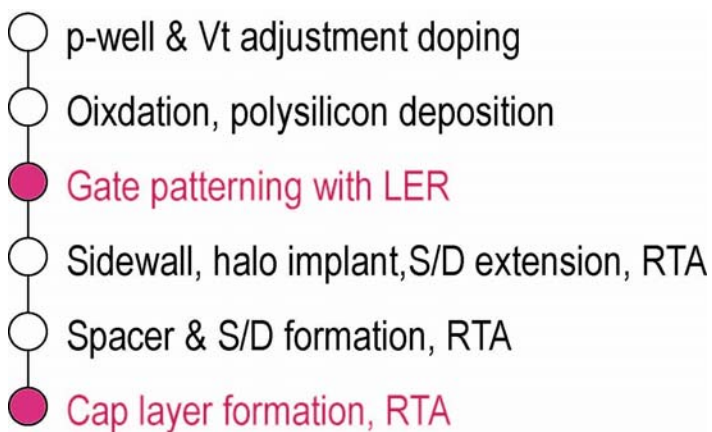 p-well & Vt adjustment doping
Oixdation, polysilicon deposition
Gate patterning with LER
Sidewall, halo implant,S/D extension, RTA
Spacer & S/D formation, RTA
Cap layer formation, RTA